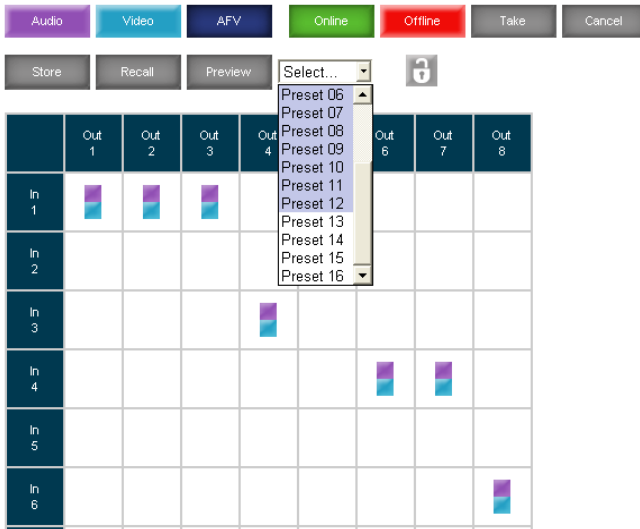 Audio Video AFV Online Offline Take Cancel
Store Recall Preview Select...
Preset 06
Preset 07
Preset 08
Preset 09
Preset 10
Preset 11
Preset 12
Preset 13
Preset 14
Preset 15
Preset 16
Out 1
Out 2
Out 3
Out 4
6
Out 7
Out 8
In 1
In 2
In 3
In 4
In 5
In 6